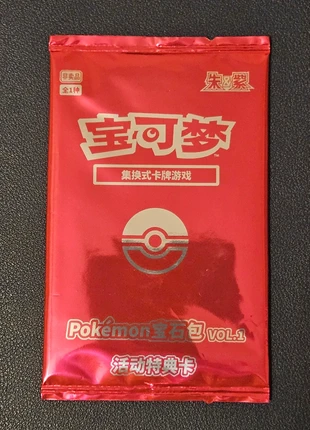 非卖品
全1种
朱 紫
宝可梦
集换式卡牌游戏
Pokémon宝石包 VOL.1
活动特典卡